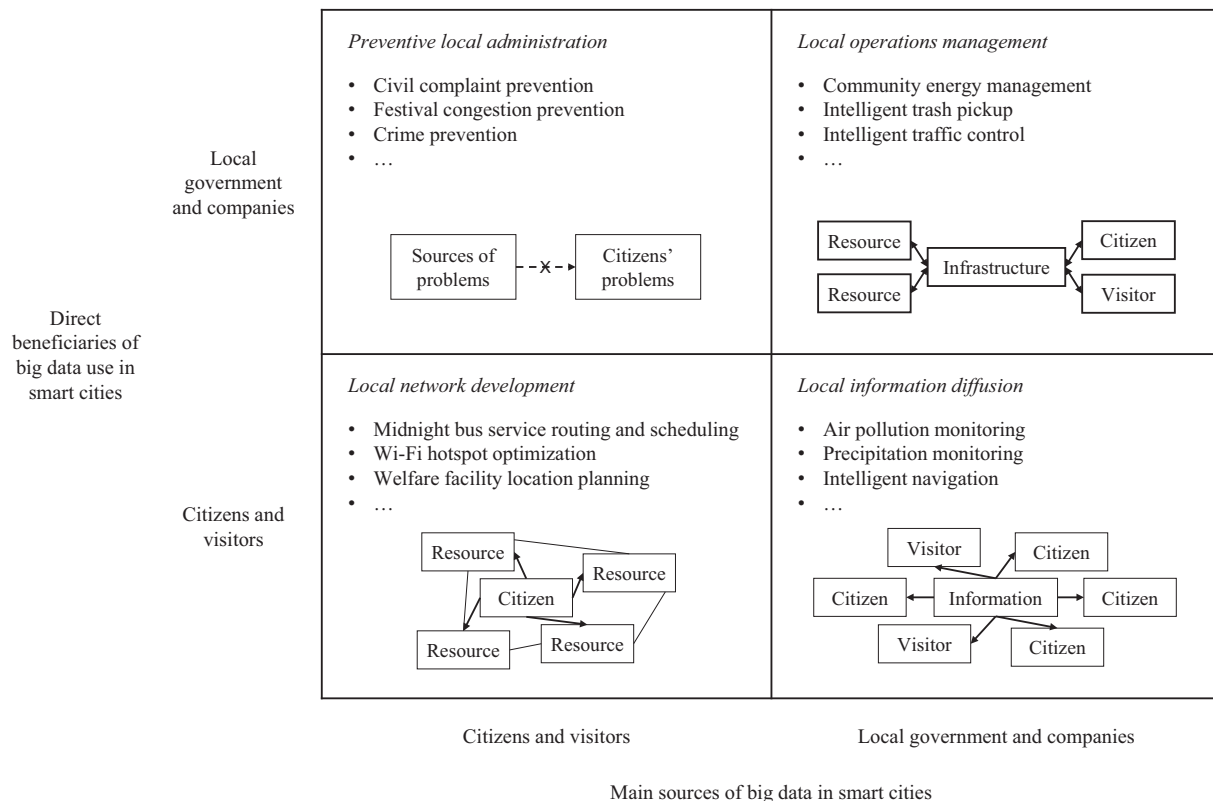 Preventive local administration
• Civil complaint prevention
• Festival congestion prevention
• Crime prevention
• …
Sources of
problems
X
Citizens’
problems
Local operations management
• Community energy management
• Intelligent trash pickup
• Intelligent traffic control
• …
Resource
Resource
Infrastructure
Citizen
Visitor
Local
government
and companies
Direct
beneficiaries of
big data use in
smart cities
Local network development
• Midnight bus service routing and scheduling
• Wi-Fi hotspot optimization
• Welfare facility location planning
• …
Resource
Resource
Citizen
Resource
Resource
Local information diffusion
• Air pollution monitoring
• Precipitation monitoring
• Intelligent navigation
• …
Visitor
Citizen
Citizen
Information
Citizen
Visitor
Citizen
Citizens and
visitors
Citizens and visitors
Local government and companies
Main sources of big data in smart cities